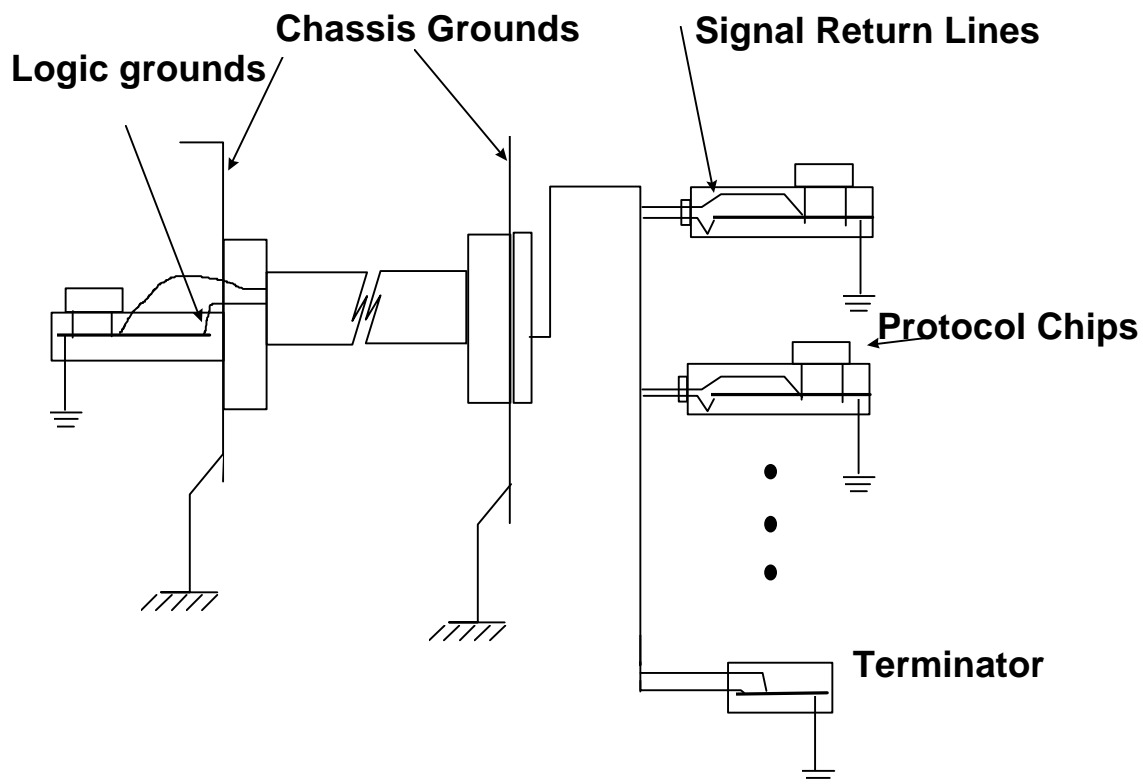 Chassis Grounds
Signal Return Lines
Logic grounds
Protocol Chips
Terminator